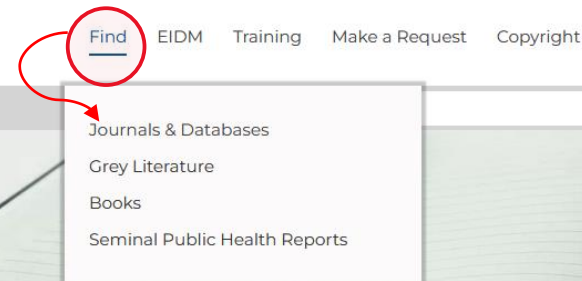 Find EIDM Training Make a Request Copyright
Journals & Databases
Grey Literature
Books
Seminal Public Health Reports